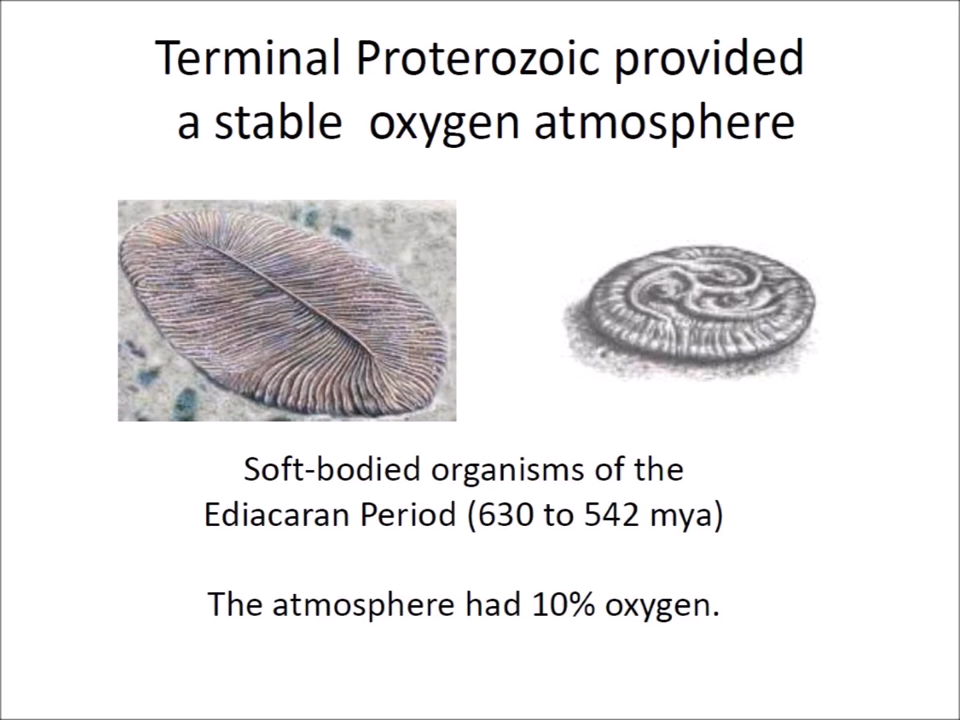 Terminal Proterozoic provided
a stable oxygen atmosphere
Soft-bodied organisms of the
Ediacaran Period (630 to 542 mya)
The atmosphere had 10% oxygen.